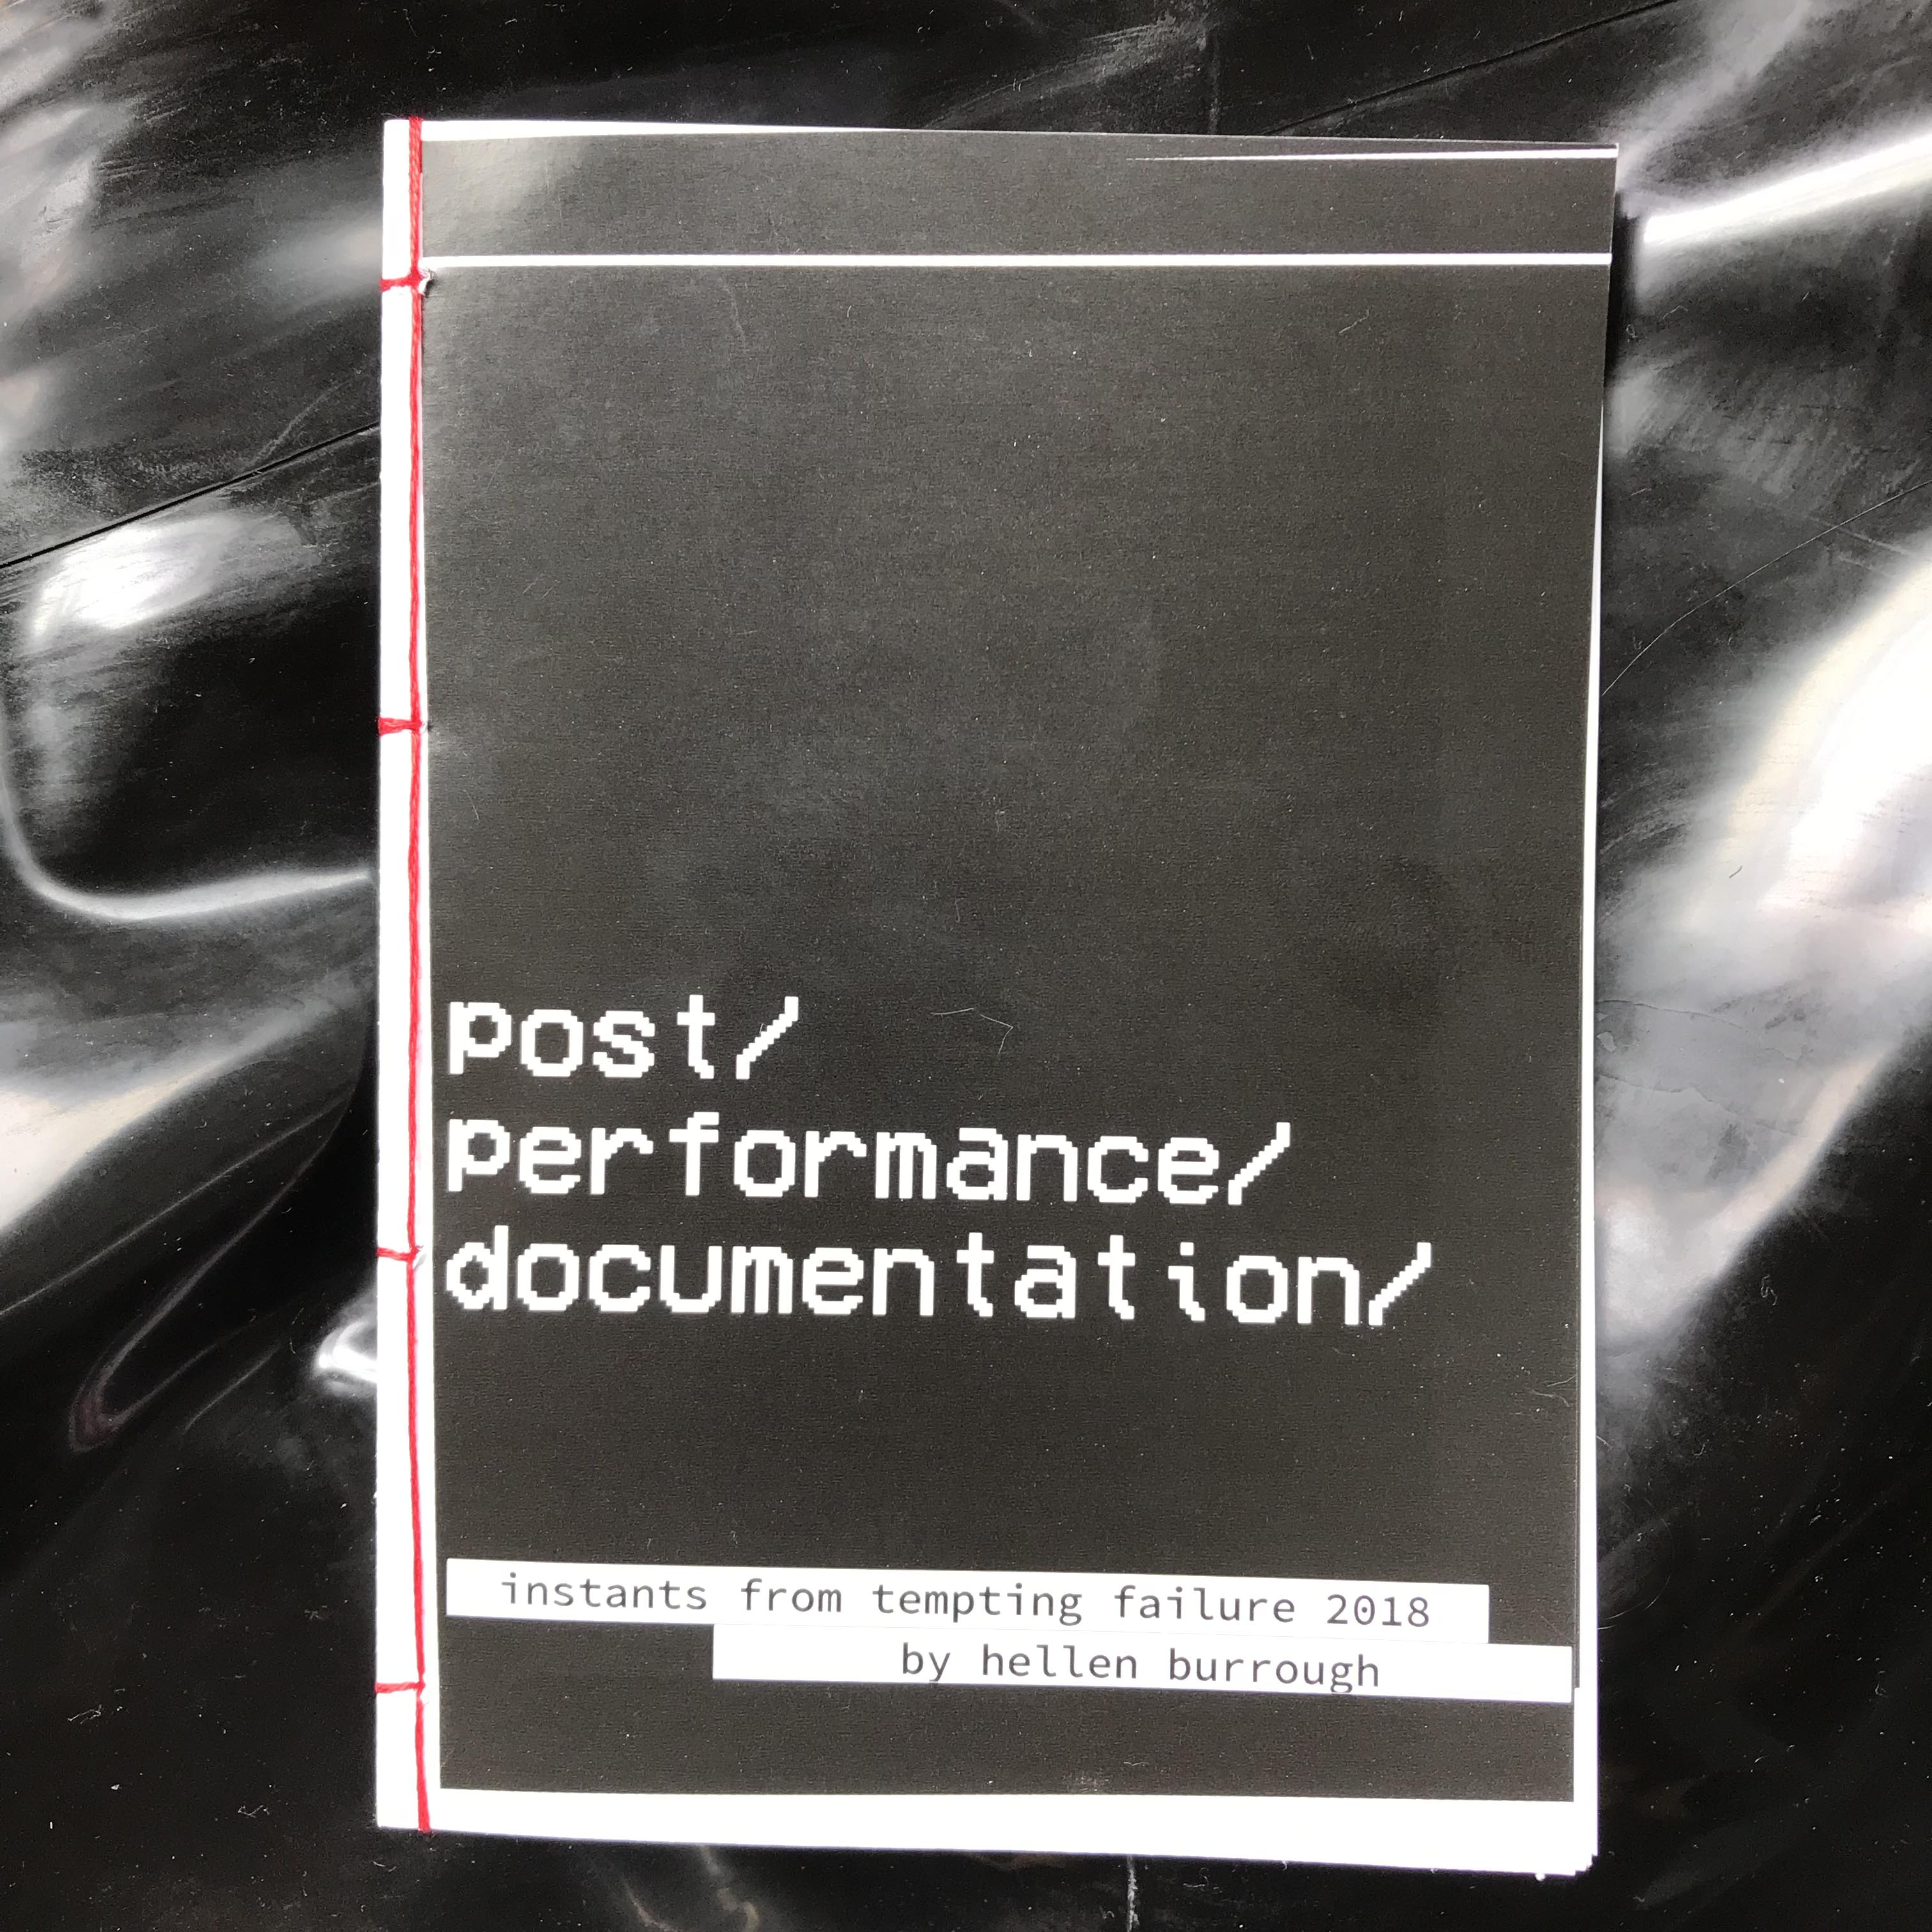 post/
performance/
documentation/
instants from tempting failure 2018
by hellen burrough